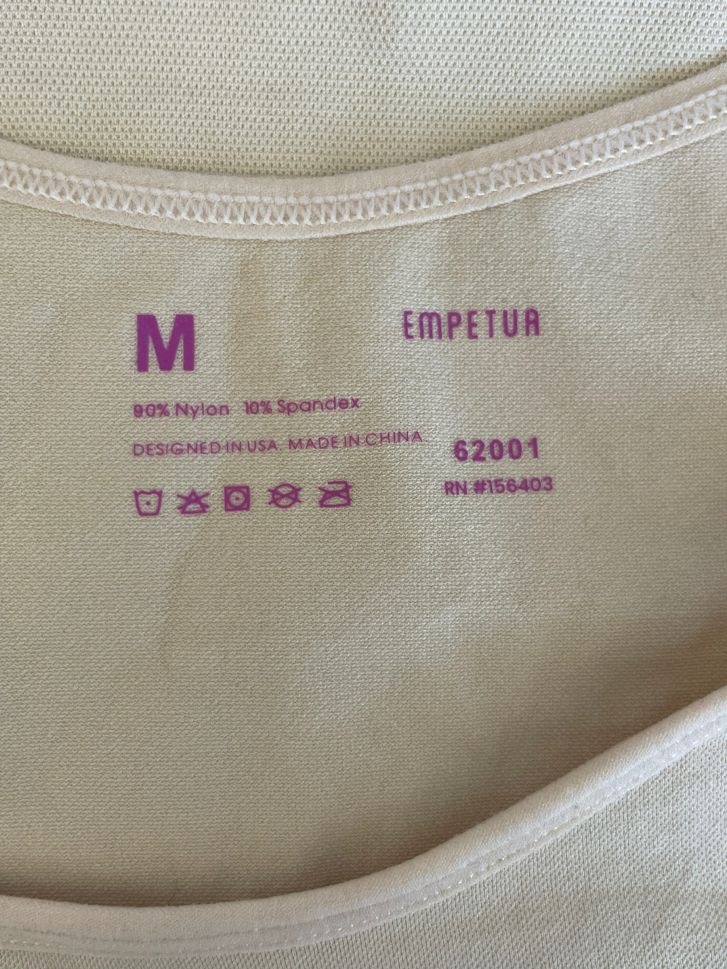 M
EMPETUA
90% Nylon 10% Spandex
DESIGNED IN USA. MADE IN CHINA
62001
RN #156403